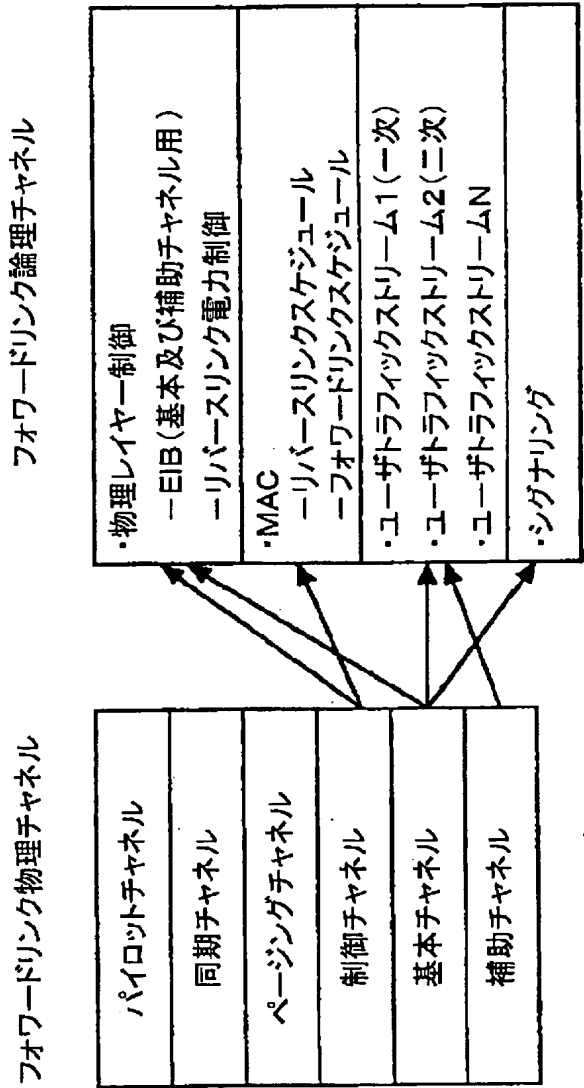 フォワードリンク物理チャネル
パイロットチャネル
同期チャネル
ページングチャネル
制御チャネル
基本チャネル
補助チャネル
フォワードリンク論理チャネル
・物理レイヤー制御
－EIB(基本及び補助チャネル用)
－リバースリンク電力制御
・MAC
－リバースリンクスケジュール
－フォワードリンクスケジュール
・ユーザトラフィックストリーム1(一次)
・ユーザトラフィックストリーム2(二次)
・ユーザトラフィックストリームN
・シグナリング